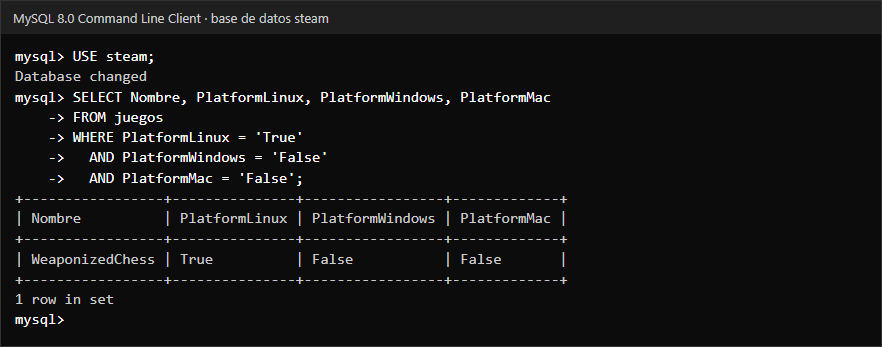 MySQL 8.0 Command Line Client · base de datos steam
mysql> USE steam;
Database changed
mysql> SELECT Nombre, PlatformLinux, PlatformWindows, PlatformMac
    -> FROM juegos
    -> WHERE PlatformLinux = 'True'
    ->   AND PlatformWindows = 'False'
    ->   AND PlatformMac = 'False';
+-----------------+---------------+-----------------+-------------+
| Nombre          | PlatformLinux | PlatformWindows | PlatformMac |
+-----------------+---------------+-----------------+-------------+
| WeaponizedChess | True          | False           | False       |
+-----------------+---------------+-----------------+-------------+
1 row in set
mysql>